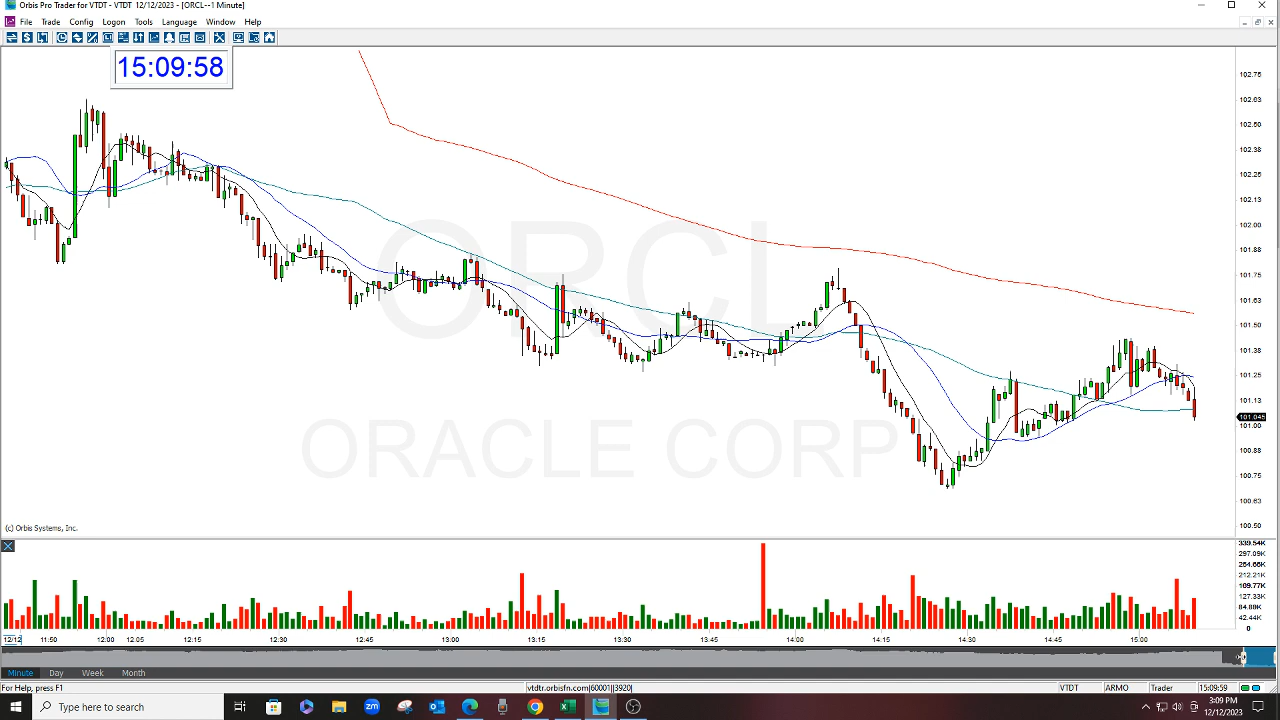 Orbis Pro Trader for VTDT - VTDT 12/12/2023 - [ORCL--1 Minute]
File Trade Config Logon Tools Language Window Help
15:09:58
102.75
102.63
102.50
102.38
102.25
102.13
102.00
101.88
101.75
101.63
101.50
101.38
101.25
101.13
101.045
101.00
100.88
100.75
100.63
100.50
ORCL
ORACLE CORP
(c) Orbis Systems, Inc.
339.54K
297.09K
254.66K
212.21K
169.77K
127.33K
84.88K
42.44K
0
12/12 11:50 12:00 12:05 12:15 12:30 12:45 13:00 13:15 13:30 13:45 14:00 14:15 14:30 14:45 15:00
Minute Day Week Month
For Help, press F1 vtdtr.orbisfn.com|60001||3920| VTDT ARMO Trader 15:09:59
Type here to search
zm
3:09 PM
12/12/2023